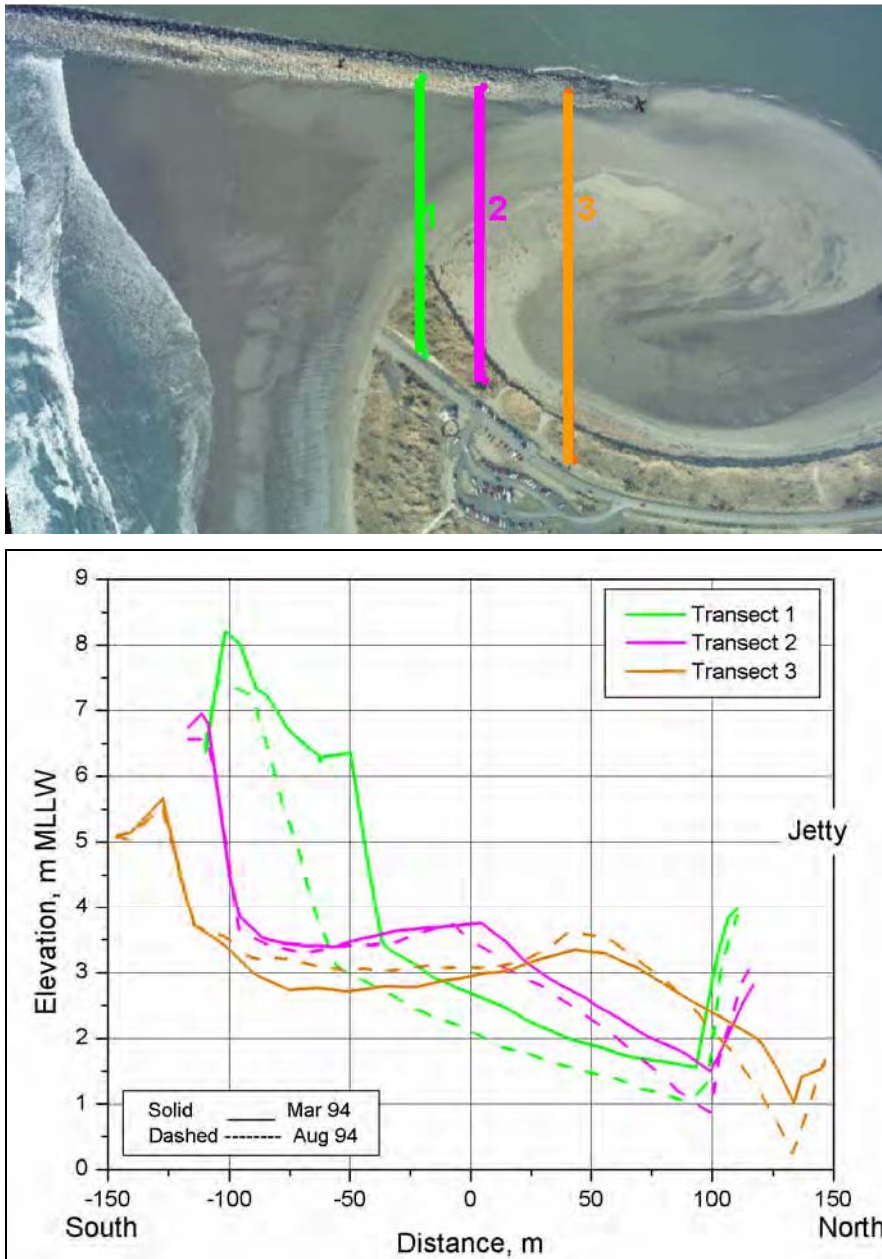 1
2
3
9
8
7
6
5
4
3
2
1
0
Elevation, m MLLW
Transect 1
Transect 2
Transect 3
Jetty
Solid Mar 94
Dashed Aug 94
-150 -100 -50 0 50 100 150
South North
Distance, m